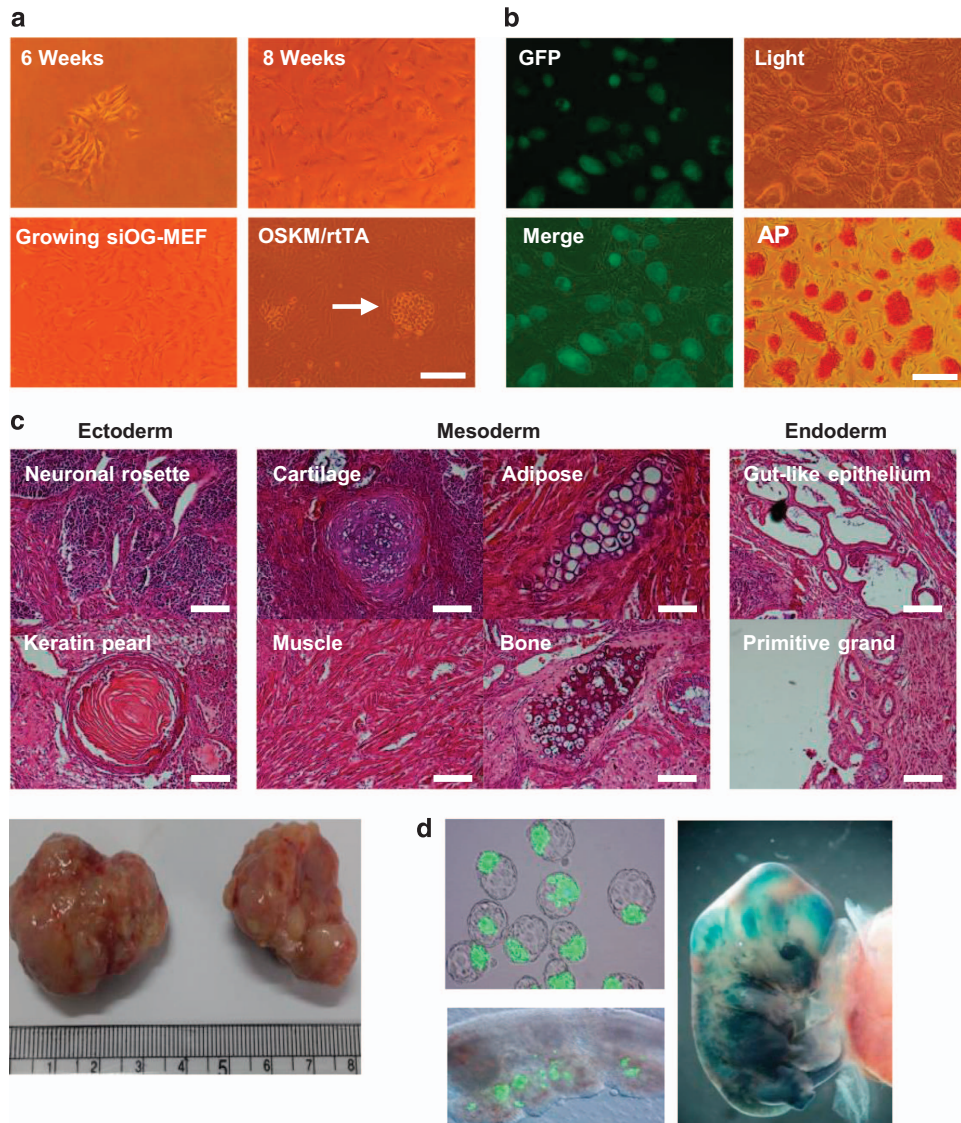 a
b
6 Weeks
8 Weeks
GFP
Light
Growing siOG-MEF
OSKM/rtTA
Merge
AP
c
Ectoderm
Mesoderm
Endoderm
Neuronal rosette
Cartilage
Adipose
Gut-like epithelium
Keratin pearl
Muscle
Bone
Primitive grand
d
1 2 3 4 5 6 7 8